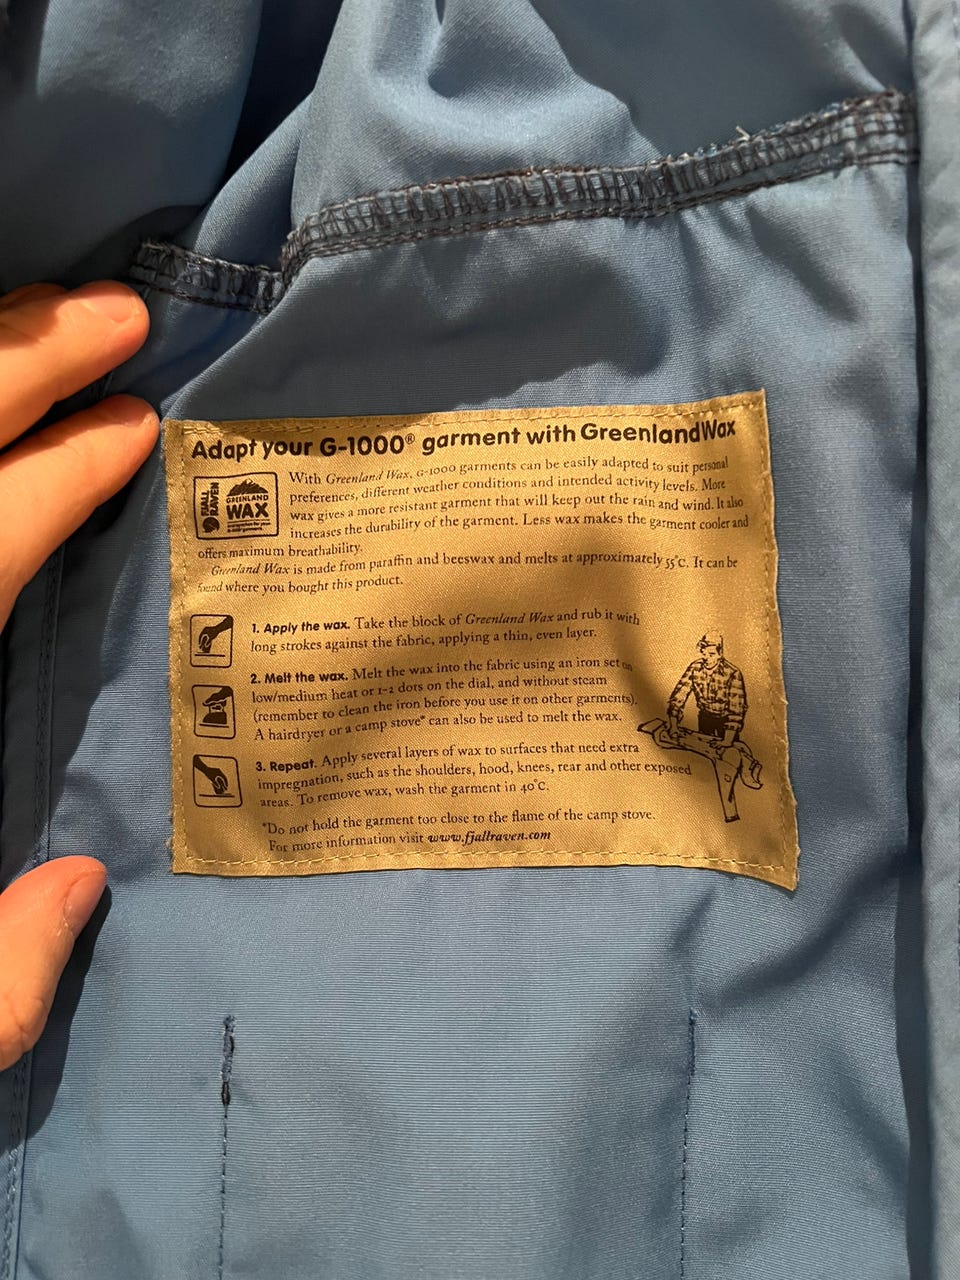 Adapt your G-1000® garment with Greenland Wax
FJALL
RAVEN
GREENLAND
WAX
With Greenland Wax, G-1000 garments can be easily adapted to suit personal
preferences, different weather conditions and intended activity levels. More
wax gives a more resistant garment that will keep out the rain and wind. It also
increases the durability of the garment. Less wax makes the garment cooler and
offers maximum breathability.
Greenland Wax is made from paraffin and beeswax and melts at approximately 55°C. It can be
found where you bought this product.
1. Apply the wax. Take the block of Greenland Wax and rub it with
long strokes against the fabric, applying a thin, even layer.
2. Melt the wax. Melt the wax into the fabric using an iron set on
low/medium heat or 1-2 dots on the dial, and without steam
(remember to clean the iron before you use it on other garments).
A hairdryer or a camp stove* can also be used to melt the wax.
3. Repeat. Apply several layers of wax to surfaces that need extra
impregnation, such as the shoulders, hood, knees, rear and other exposed
areas. To remove wax, wash the garment in 40°C.
*Do not hold the garment too close to the flame of the camp stove.
For more information visit www.fjallraven.com